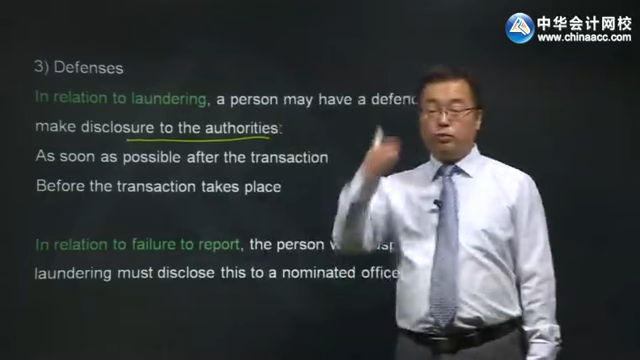 中华会计网校
www.chinaacc.com
3) Defenses
In relation to laundering, a person may have a
make disclosure to the authorities:
As soon as possible after the transaction
Before the transaction takes place
In relation to failure to report, the person
laundering must disclose this to a nominated